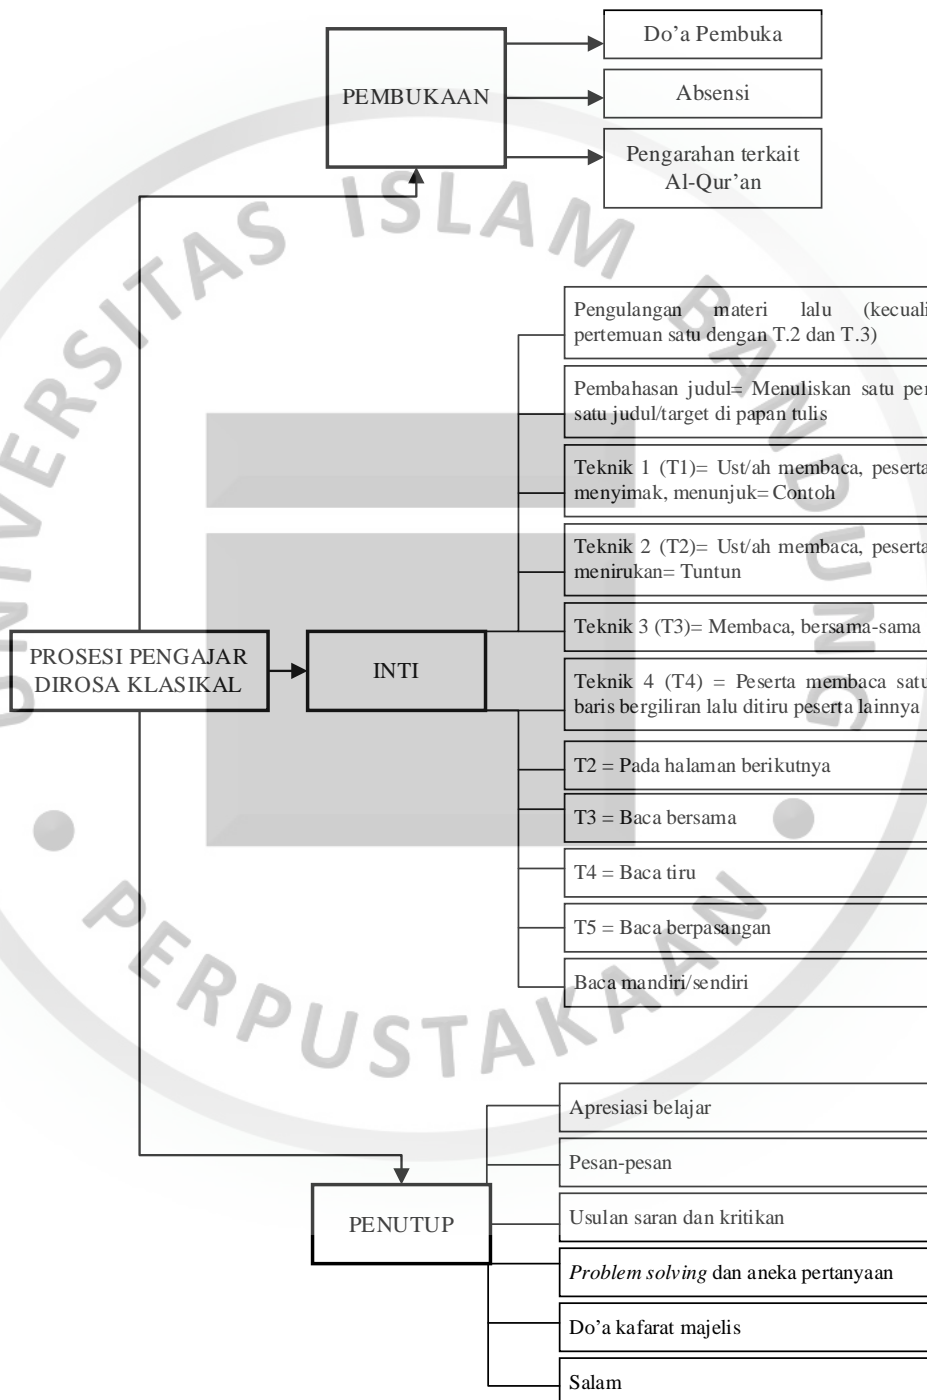 Do’a Pembuka
PEMBUKAAN
Absensi
Pengarahan terkait
Al-Qur’an
Pengulangan materi lalu (kecuali
pertemuan satu dengan T.2 dan T.3)
Pembahasan judul= Menuliskan satu per
satu judul/target di papan tulis
Teknik 1 (T1)= Ust/ah membaca, peserta
menyimak, menunjuk= Contoh
Teknik 2 (T2)= Ust/ah membaca, peserta
menirukan= Tuntun
Teknik 3 (T3)= Membaca, bersama-sama
PROSESI PENGAJAR
DIROSA KLASIKAL
INTI
Teknik 4 (T4) = Peserta membaca satu
baris bergiliran lalu ditiru peserta lainnya
T2 = Pada halaman berikutnya
T3 = Baca bersama
T4 = Baca tiru
T5 = Baca berpasangan
Baca mandiri/sendiri
Apresiasi belajar
Pesan-pesan
PENUTUP
Usulan saran dan kritikan
Problem solving dan aneka pertanyaan
Do’a kafarat majelis
Salam
UNIVERSITAS ISLAM BANDUNG
PERPUSTAKAAN